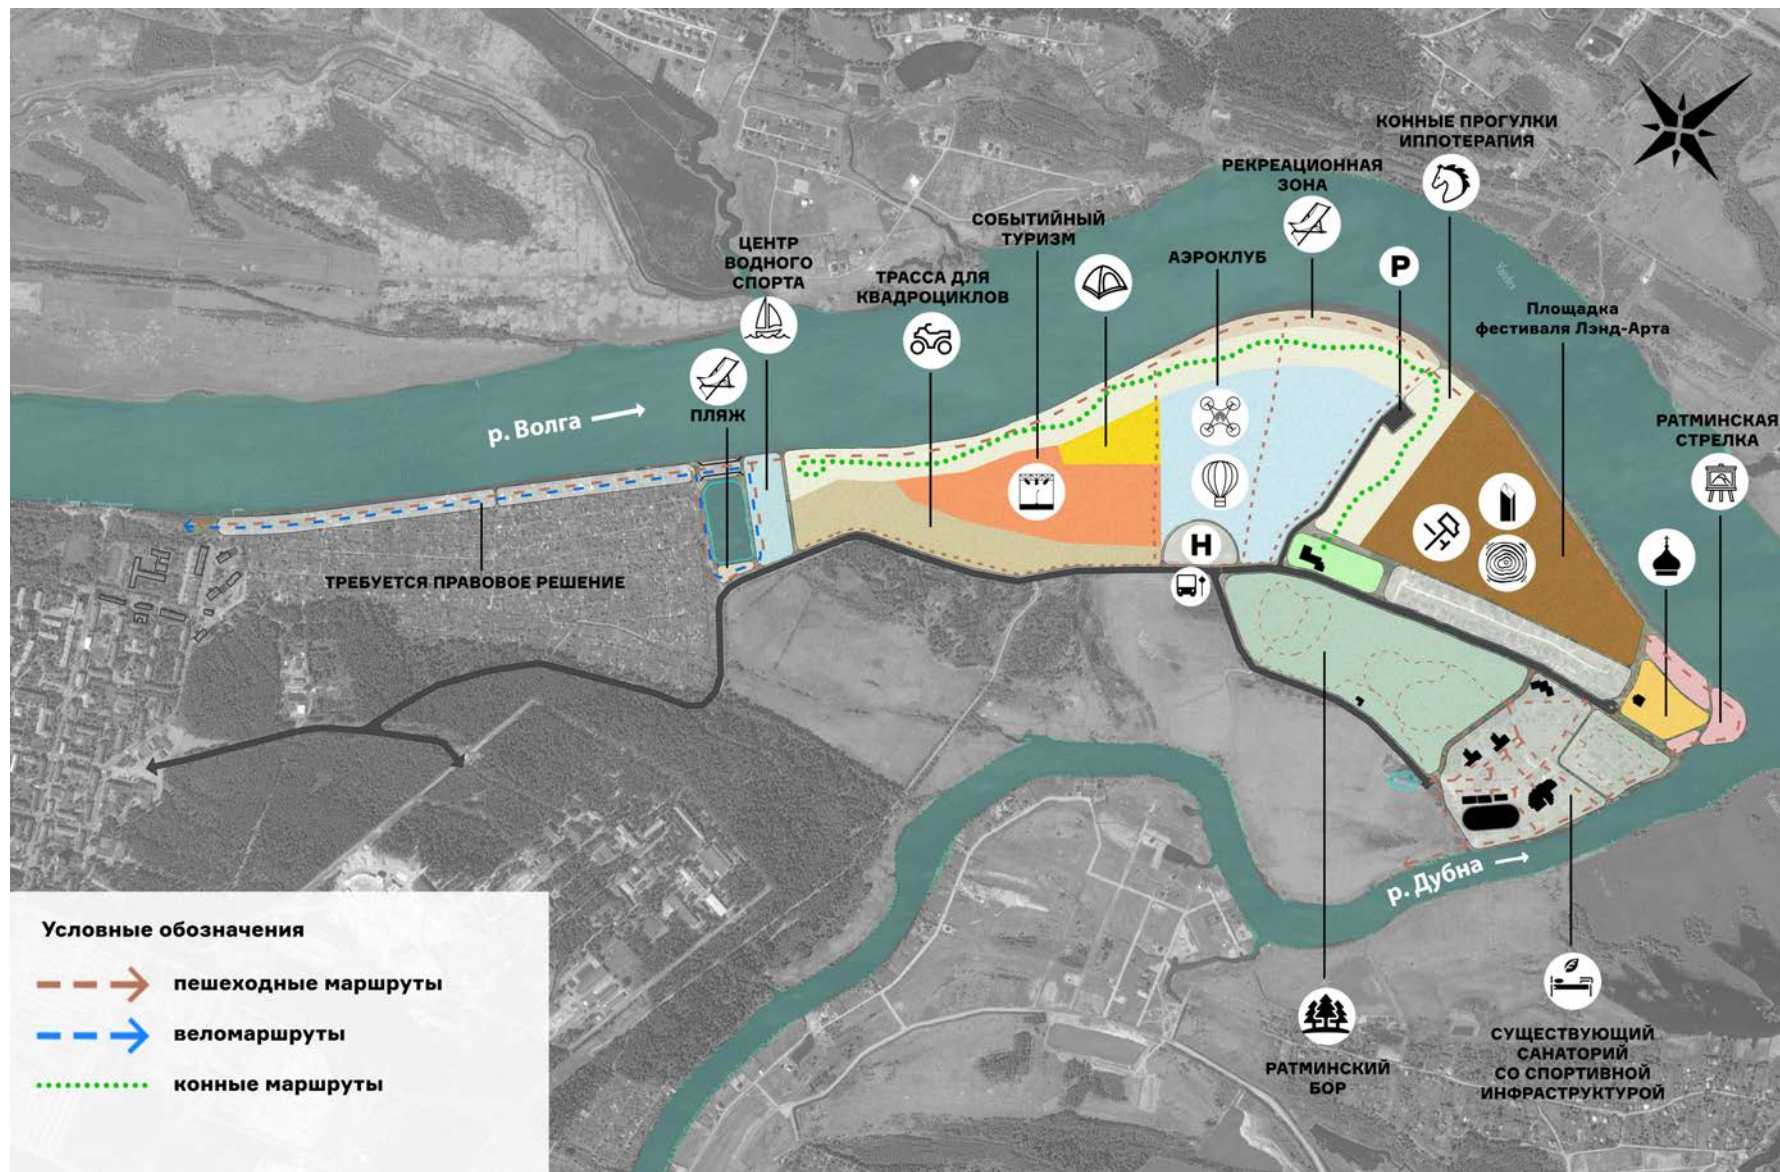 КОННЫЕ ПРОГУЛКИ
ИППОТЕРАПИЯ
РЕКРЕАЦИОННАЯ
ЗОНА
СОБЫТИЙНЫЙ
ТУРИЗМ
ЦЕНТР
ВОДНОГО
СПОРТА
ТРАССА ДЛЯ
КВАДРОЦИКЛОВ
АЭРОКЛУБ
P
Площадка
фестиваля Лэнд-Арта
ПЛЯЖ
р. Волга
РАТМИНСКАЯ
СТРЕЛКА
H
ТРЕБУЕТСЯ ПРАВОВОЕ РЕШЕНИЕ
р. Дубна
РАТМИНСКИЙ
БОР
СУЩЕСТВУЮЩИЙ
САНАТОРИЙ
СО СПОРТИВНОЙ
ИНФРАСТРУКТУРОЙ
Условные обозначения
пешеходные маршруты
веломаршруты
конные маршруты